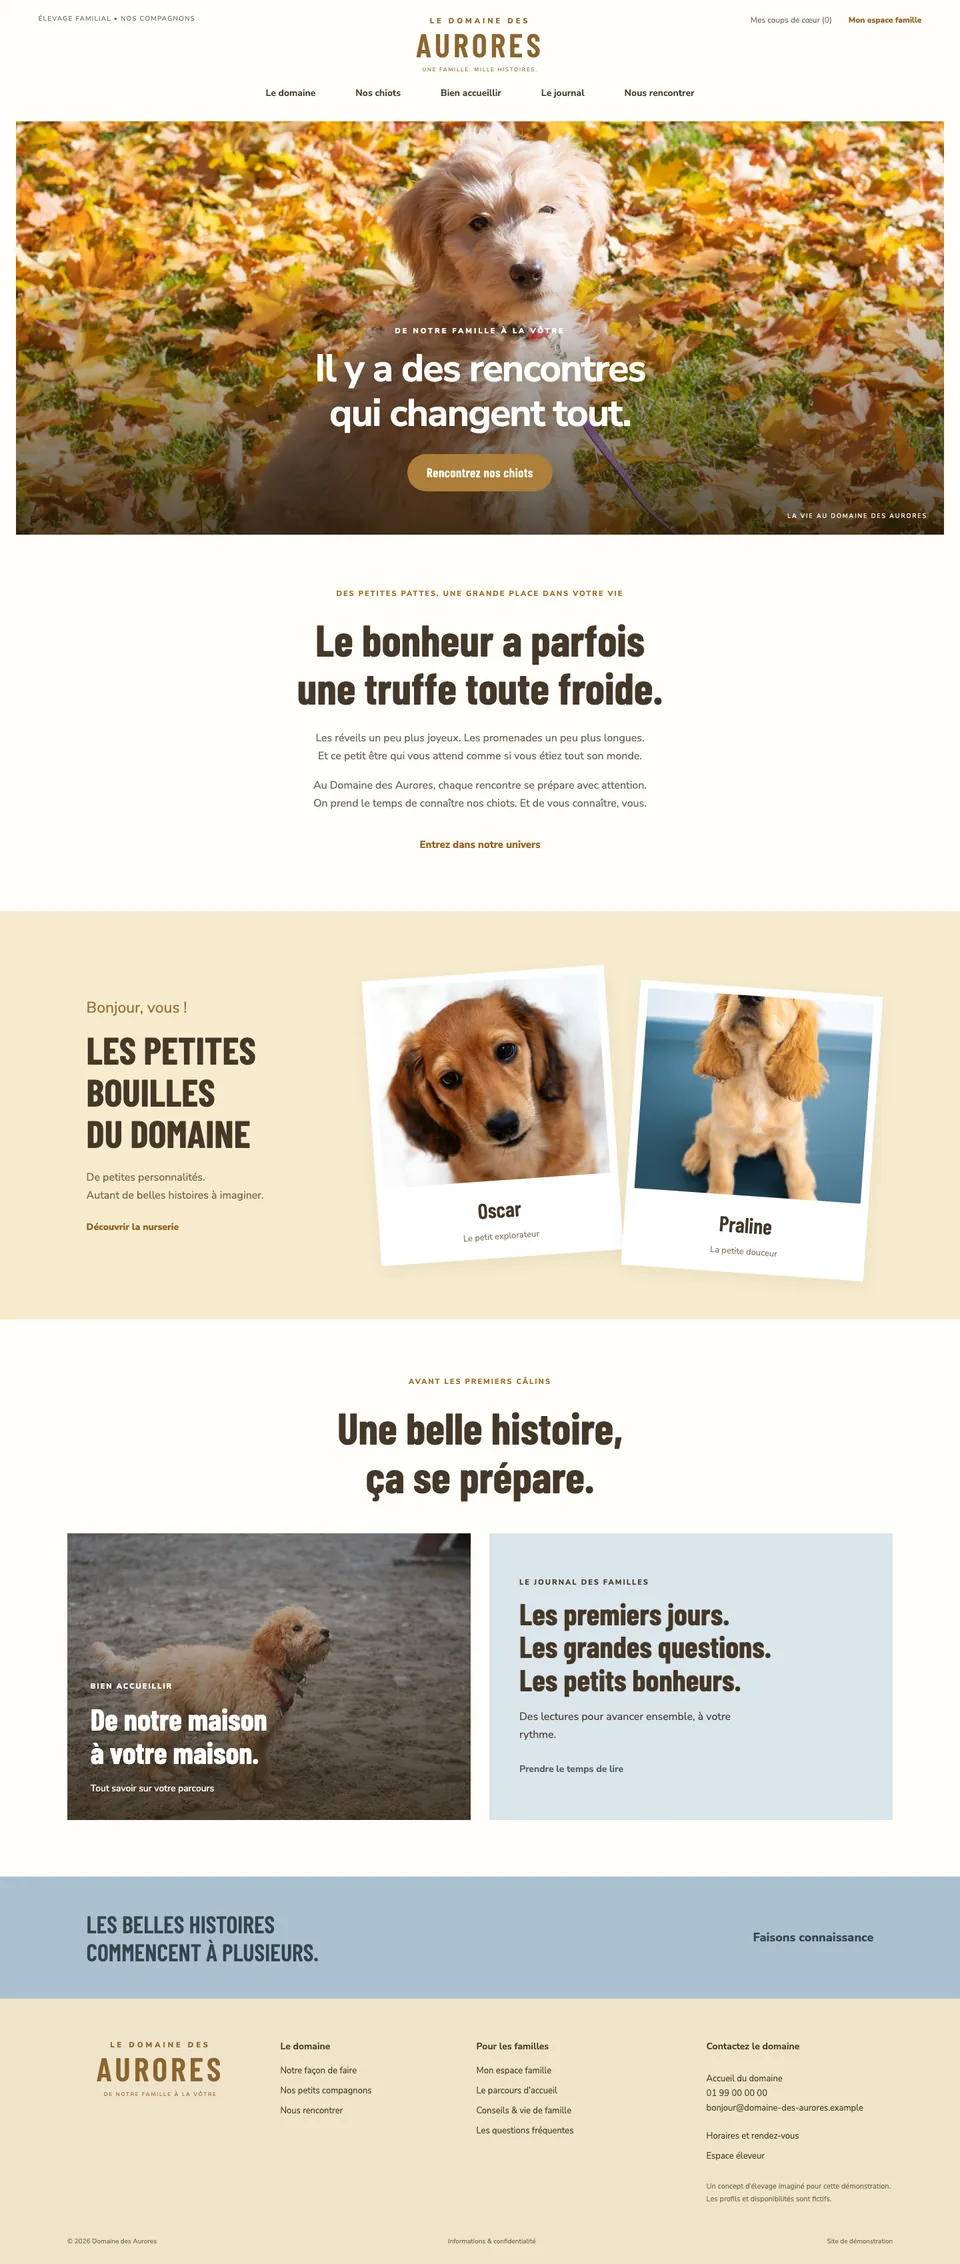 ÉLEVAGE FAMILIAL • NOS COMPAGNONS
LE DOMAINE DES
AURORES
UNE FAMILLE. MILLE HISTOIRES.
Mes coups de cœur (0)
Mon espace famille
Le domaine
Nos chiots
Bien accueillir
Le journal
Nous rencontrer
DE NOTRE FAMILLE À LA VÔTRE
Il y a des rencontres
qui changent tout.
Rencontrez nos chiots
LA VIE AU DOMAINE DES AURORES
DES PETITES PATTES, UNE GRANDE PLACE DANS VOTRE VIE
Le bonheur a parfois
une truffe toute froide.
Les réveils un peu plus joyeux. Les promenades un peu plus longues.
Et ce petit être qui vous attend comme si vous étiez tout son monde.
Au Domaine des Aurores, chaque rencontre se prépare avec attention.
On prend le temps de connaître nos chiots. Et de vous connaître, vous.
Entrez dans notre univers
Bonjour, vous !
LES PETITES
BOUILLES
DU DOMAINE
De petites personnalités.
Autant de belles histoires à imaginer.
Découvrir la nurserie
Oscar
Le petit explorateur
Praline
La petite douceur
AVANT LES PREMIERS CÂLINS
Une belle histoire,
ça se prépare.
BIEN ACCUEILLIR
De notre maison
à votre maison.
Tout savoir sur votre parcours
LE JOURNAL DES FAMILLES
Les premiers jours.
Les grandes questions.
Les petits bonheurs.
Des lectures pour avancer ensemble, à votre
rythme.
Prendre le temps de lire
LES BELLES HISTOIRES
COMMENCENT À PLUSIEURS.
Faisons connaissance
LE DOMAINE DES
AURORES
DE NOTRE FAMILLE À LA VÔTRE
Le domaine
Notre façon de faire
Nos petits compagnons
Nous rencontrer
Pour les familles
Mon espace famille
Le parcours d'accueil
Conseils & vie de famille
Les questions fréquentes
Contactez le domaine
Accueil du domaine
01 99 00 00 00
bonjour@domaine-des-aurores.example
Horaires et rendez-vous
Espace éleveur
Un concept d'élevage imaginé pour cette démonstration.
Les profils et disponibilités sont fictifs.
© 2026 Domaine des Aurores
Informations & confidentialité
Site de démonstration